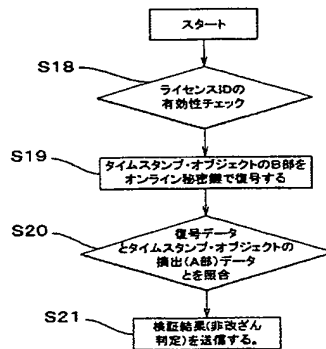 スタート
S18
ライセンスIDの
有効性チェック
S19
タイムスタンプ・オブジェクトのB部を
オンライン秘密鍵で復号する
S20
復号データ
とタイムスタンプ・オブジェクトの
摘出(A部)データ
とを照合
S21
検証結果(非改ざん
判定)を送信する。